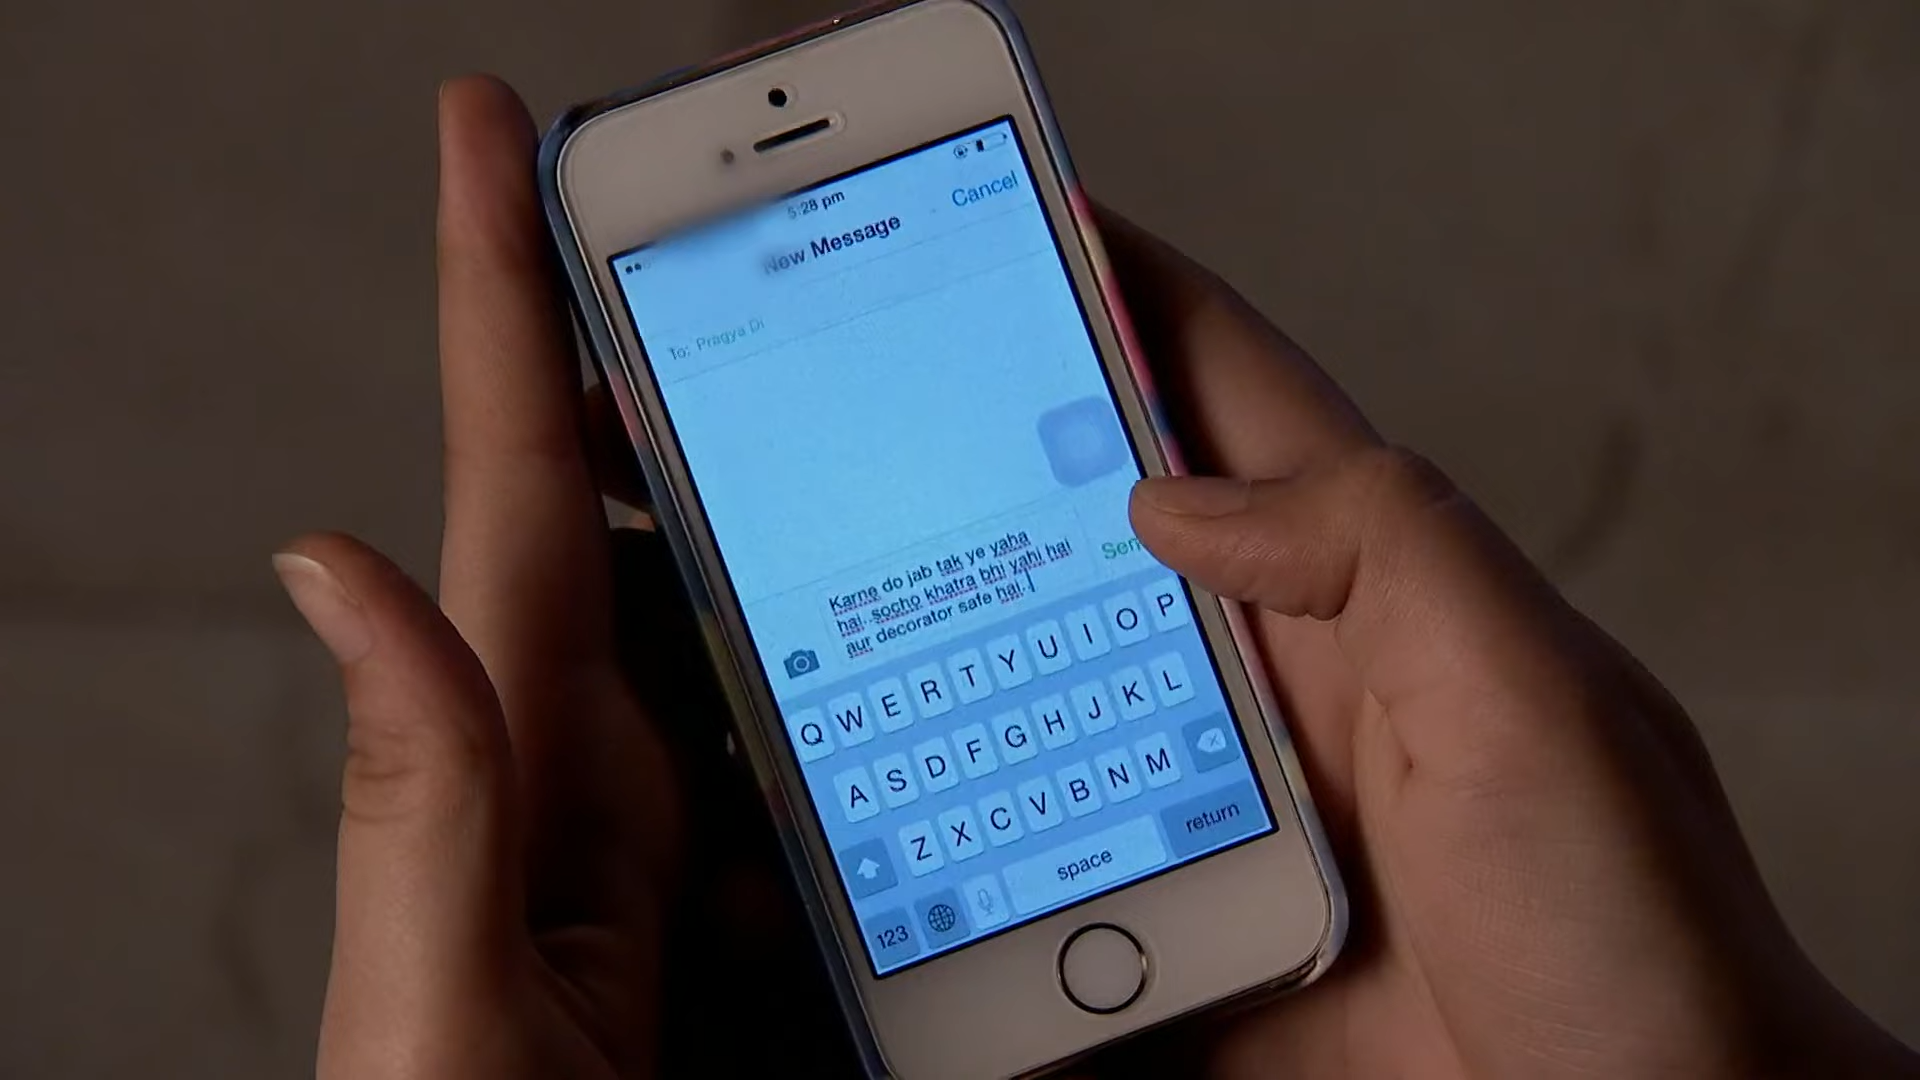 5:28 pm
New Message
Cancel
To: Pragya Di
Karne do jab tak ye yaha
hai..socho khatra bhi yahi hai
aur decorator safe hai..
Sen
Q W E R T Y U I O P
A S D F G H J K L
Z X C V B N M
123
space
return